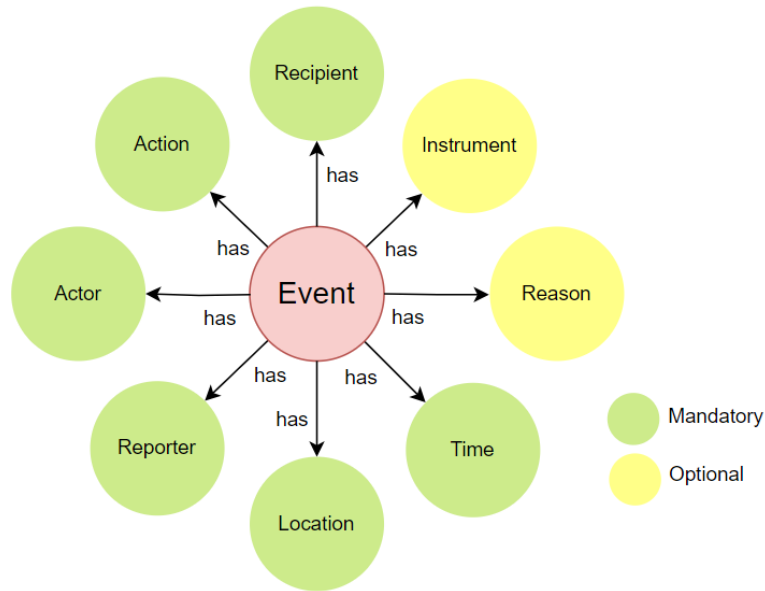 Recipient
Action
Instrument
has
has
has
Actor
Event
Reason
has
has
has
has
has
Reporter
Time
Location
Mandatory
Optional